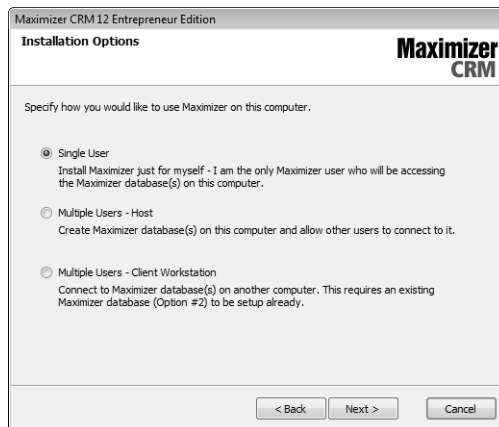 Maximizer CRM 12 Entrepreneur Edition
Installation Options
Maximizer
CRM
Specify how you would like to use Maximizer on this computer.
Single User
Install Maximizer just for myself - I am the only Maximizer user who will be accessing
the Maximizer database(s) on this computer.
Multiple Users - Host
Create Maximizer database(s) on this computer and allow other users to connect to it.
Multiple Users - Client Workstation
Connect to Maximizer database(s) on another computer. This requires an existing
Maximizer database (Option #2) to be setup already.
< Back
Next >
Cancel